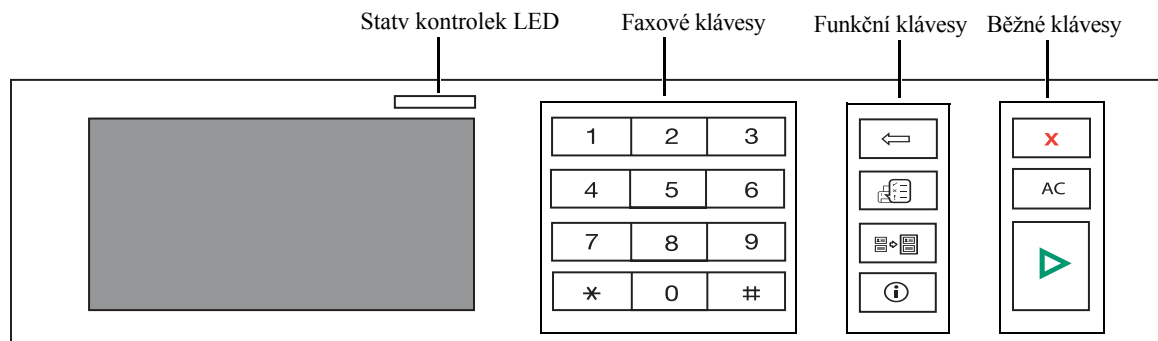 Statv kontrolek LED Faxové klávesy Funkční klávesy Běžné klávesy
1 2 3 x
4 5 6 AC
7 8 9
* 0 #